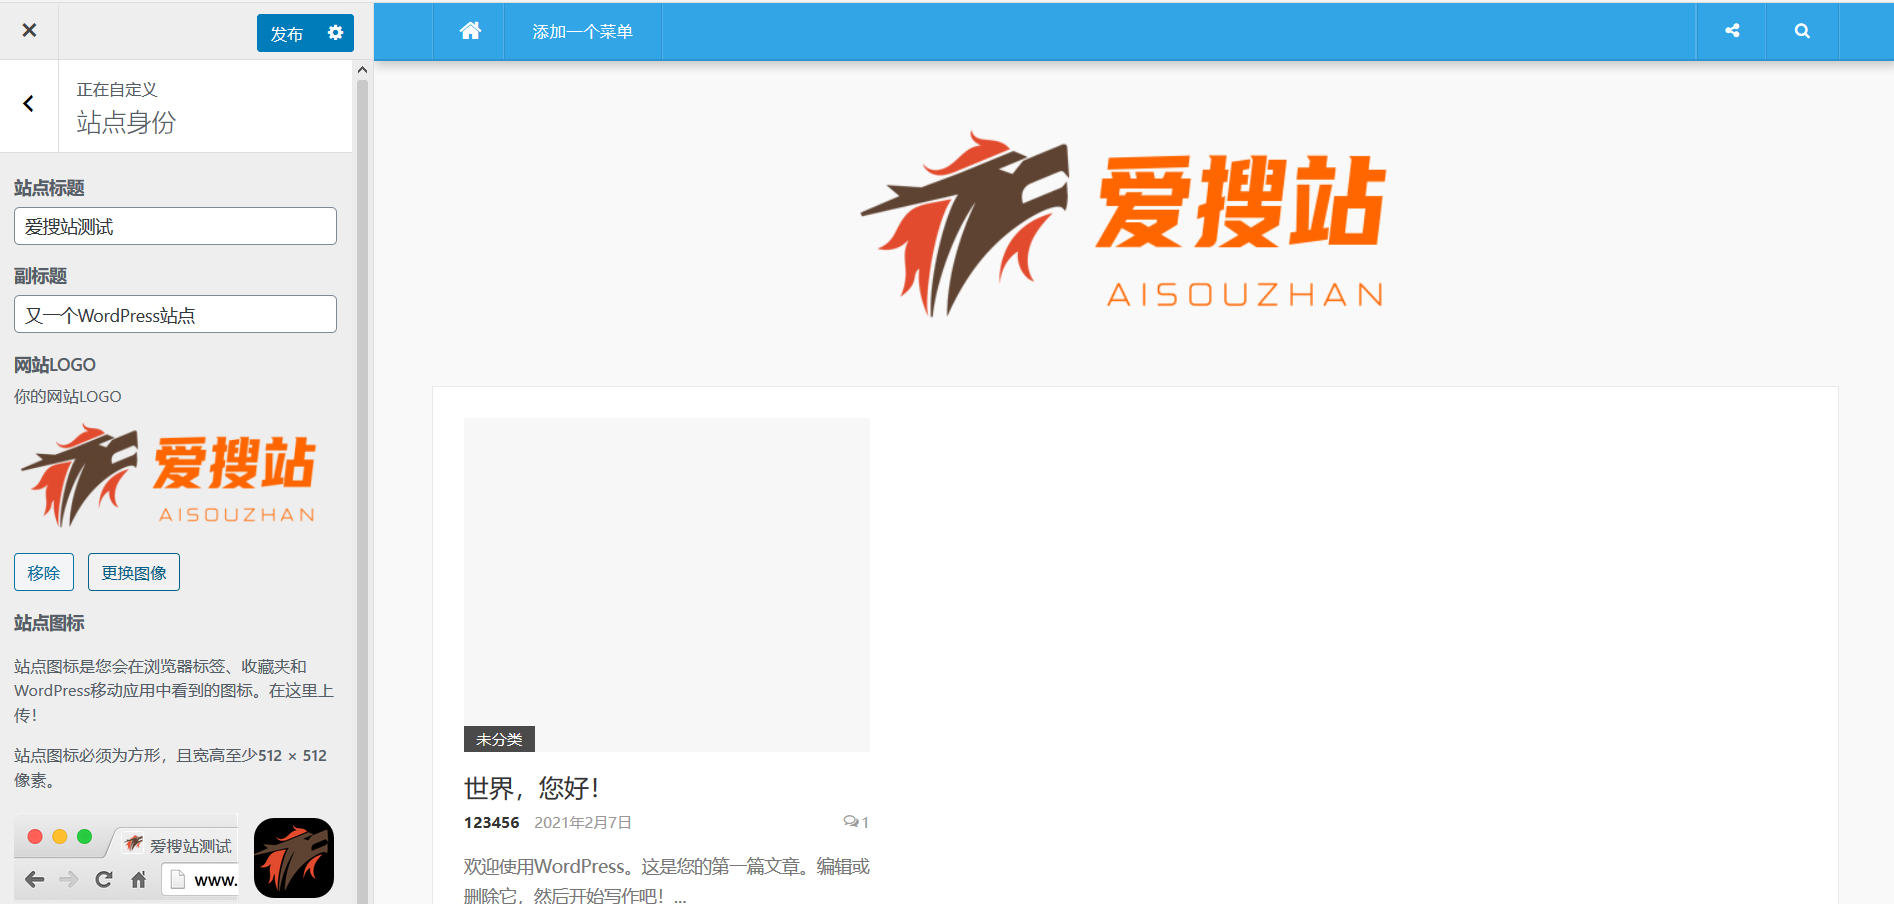 发布
正在自定义
站点身份
站点标题
爱搜站测试
副标题
又一个WordPress站点
网站LOGO
你的网站LOGO
爱搜站
AISOUZHAN
移除
更换图像
站点图标
站点图标是您会在浏览器标签、收藏夹和
WordPress移动应用中看到的图标。在这里上
传！
站点图标必须为方形，且宽高至少512 × 512
像素。
爱搜站测试
www.
添加一个菜单
爱搜站
AISOUZHAN
未分类
世界，您好！
123456 2021年2月7日 1
欢迎使用WordPress。这是您的第一篇文章。编辑或
删除它，然后开始写作吧！...